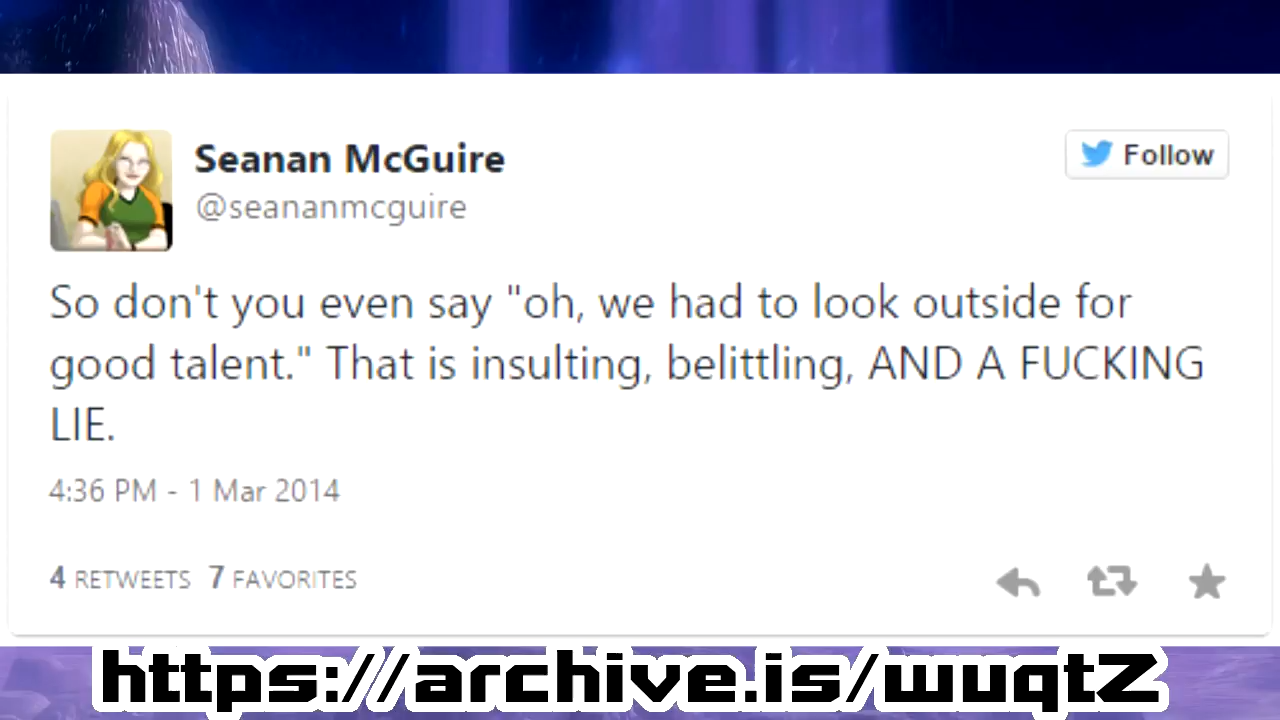 Seanan McGuire
Follow
@seananmcguire
So don't you even say "oh, we had to look outside for
good talent." That is insulting, belittling, AND A FUCKING
LIE.
4:36 PM - 1 Mar 2014
4 RETWEETS 7 FAVORITES
https://archive.is/wuqtZ